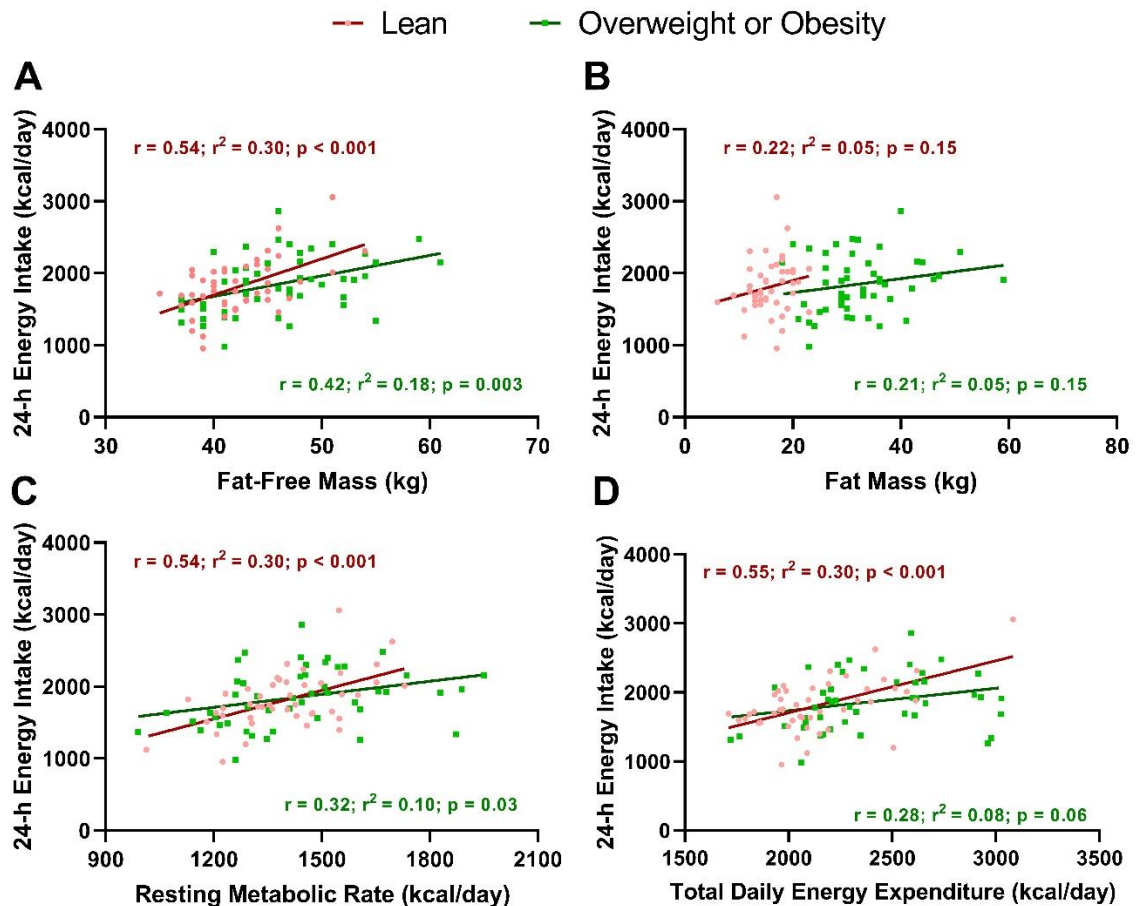 Lean Overweight or Obesity
A
24-h Energy Intake (kcal/day)
4000
3000
2000
1000
0
r = 0.54; r² = 0.30; p < 0.001
r = 0.42; r² = 0.18; p = 0.003
30 40 50 60 70
Fat-Free Mass (kg)
B
24-h Energy Intake (kcal/day)
4000
3000
2000
1000
0
r = 0.22; r² = 0.05; p = 0.15
r = 0.21; r² = 0.05; p = 0.15
0 20 40 60 80
Fat Mass (kg)
C
24-h Energy Intake (kcal/day)
4000
3000
2000
1000
0
r = 0.54; r² = 0.30; p < 0.001
r = 0.32; r² = 0.10; p = 0.03
900 1200 1500 1800 2100
Resting Metabolic Rate (kcal/day)
D
24-h Energy Intake (kcal/day)
4000
3000
2000
1000
0
r = 0.55; r² = 0.30; p < 0.001
r = 0.28; r² = 0.08; p = 0.06
1500 2000 2500 3000 3500
Total Daily Energy Expenditure (kcal/day)